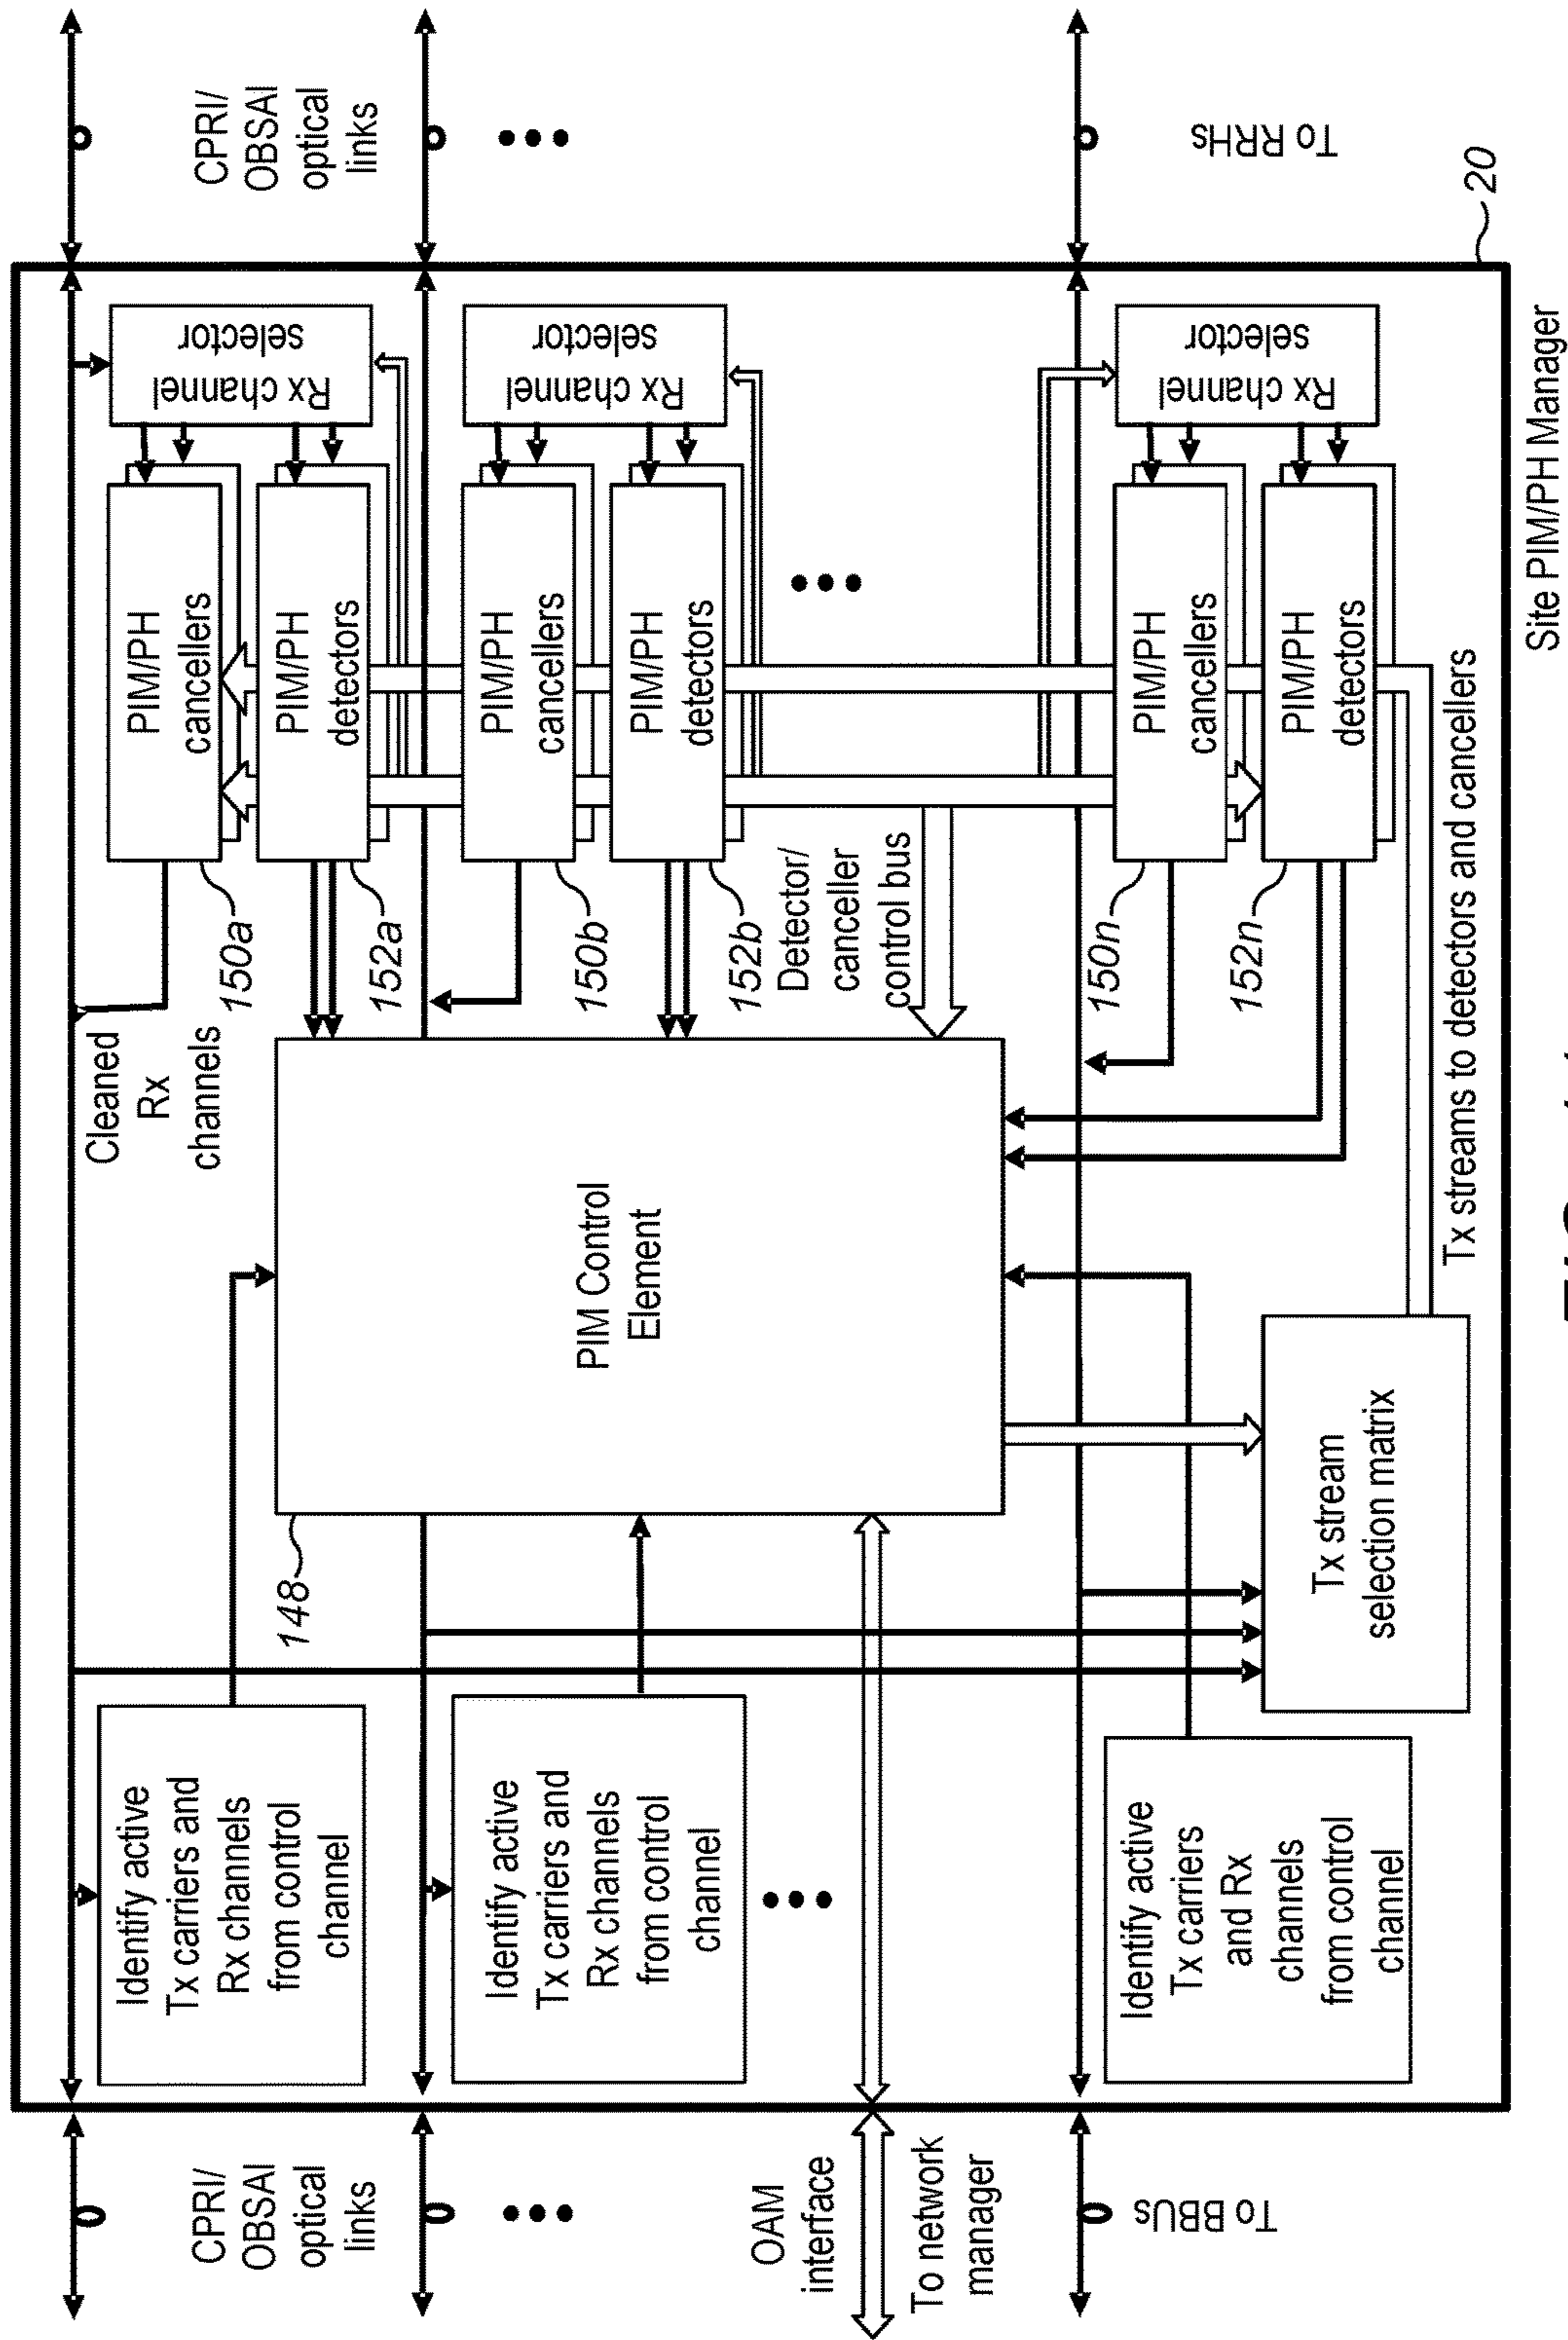 CPRI/
OBSAI
optical
links
OAM
interface
To network
manager
To BBUs
Identify active
Tx carriers and
Rx channels
from control
channel
Identify active
Tx carriers and
Rx channels
from control
channel
Identify active
Tx carriers
and Rx
channels
from control
channel
148
PIM Control
Element
Tx stream
selection matrix
Cleaned
Rx
channels
150a
152a
150b
152b
Detector/
canceller
control bus
150n
152n
Tx streams to detectors and cancellers
PIM/PH
cancellers
PIM/PH
detectors
PIM/PH
cancellers
PIM/PH
detectors
PIM/PH
cancellers
PIM/PH
detectors
Rx channel
selector
Rx channel
selector
Rx channel
selector
CPRI/
OBSAI
optical
links
To RRHs
20
Site PIM/PH Manager